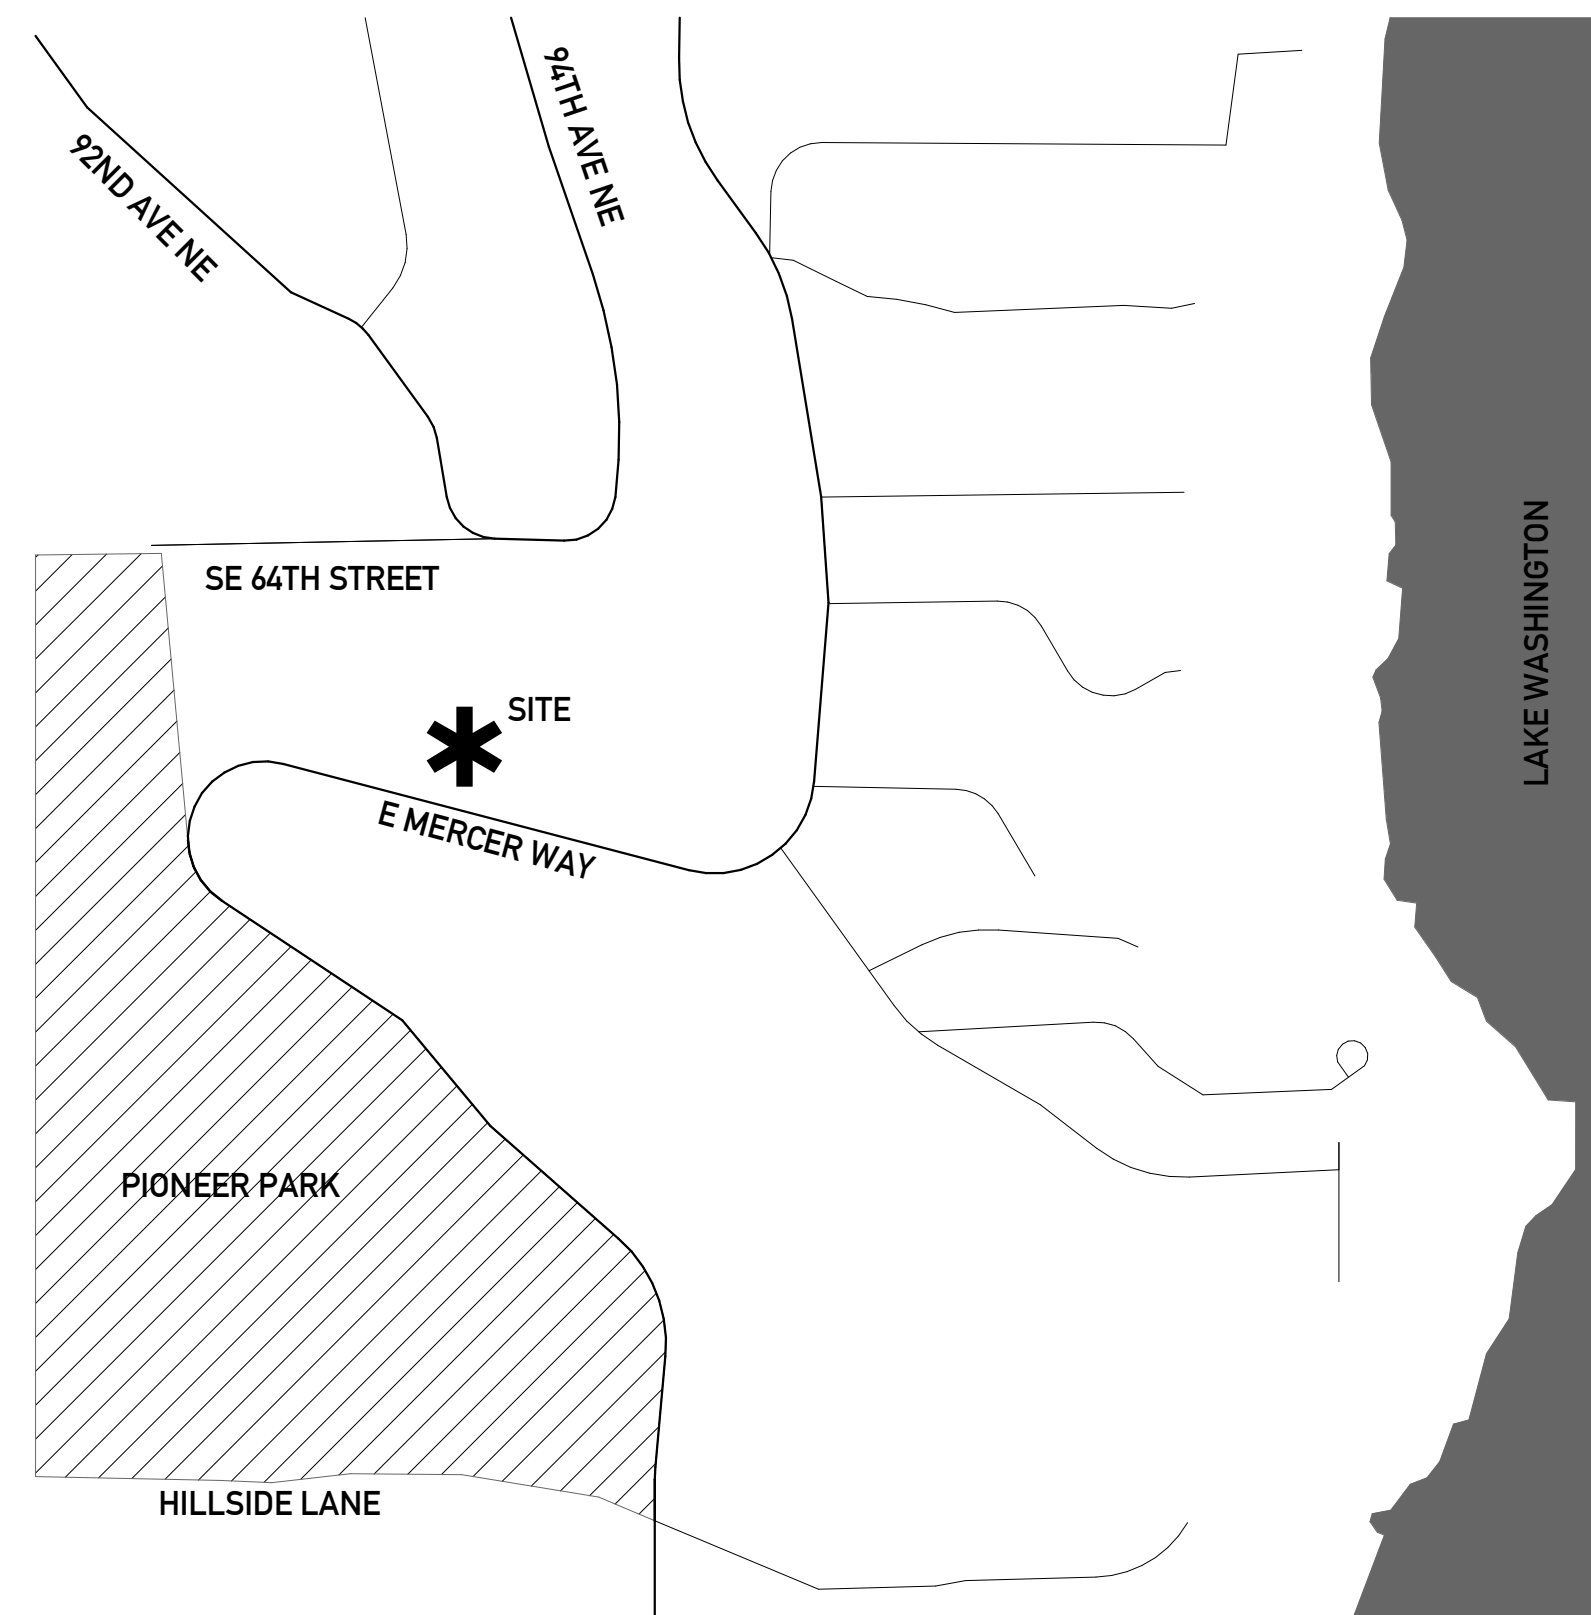 94TH AVE NE
92ND AVE NE
SE 64TH STREET
SITE
LAKE WASHINGTON
E MERCER WAY
PIONEER PARK
HILLSIDE LANE